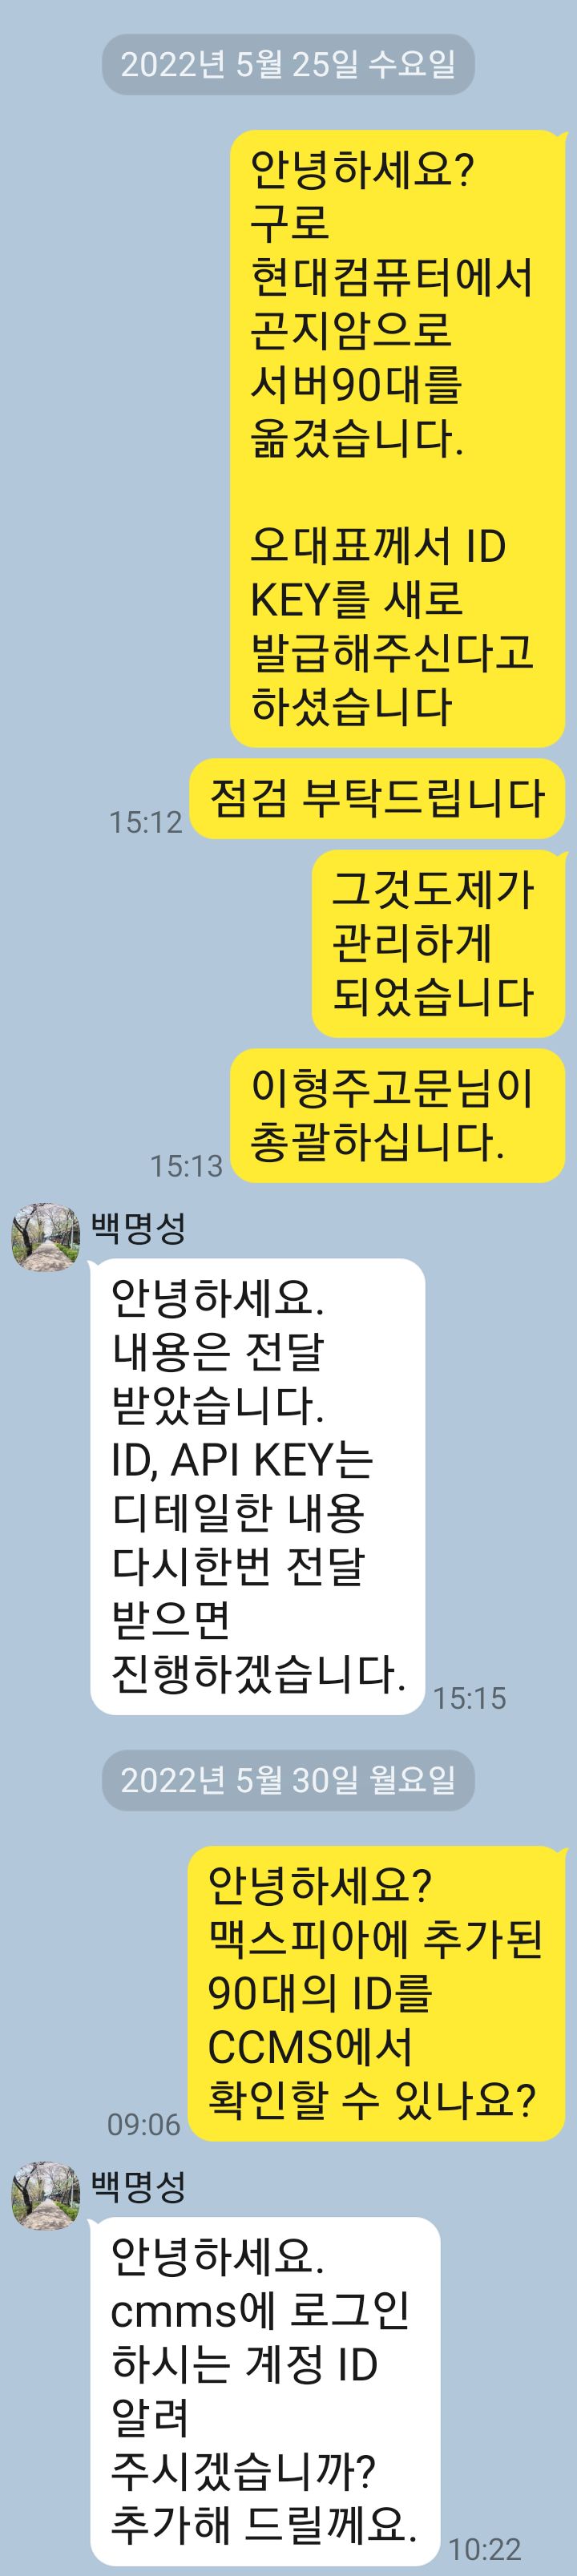 2022년 5월 25일 수요일
안녕하세요?
구로
현대컴퓨터에서
곤지암으로
서버90대를
옮겼습니다.
오대표께서 ID
KEY를 새로
발급해주신다고
하셨습니다
점검 부탁드립니다
15:12
그것도제가
관리하게
되었습니다
이형주고문님이
총괄하십니다.
15:13
백명성
안녕하세요.
내용은 전달
받았습니다.
ID, API KEY는
디테일한 내용
다시한번 전달
받으면
진행하겠습니다.
15:15
2022년 5월 30일 월요일
안녕하세요?
맥스피아에 추가된
90대의 ID를
CCMS에서
확인할 수 있나요?
09:06
백명성
안녕하세요.
cmms에 로그인
하시는 계정 ID
알려
주시겠습니까?
추가해 드릴께요.
10:22